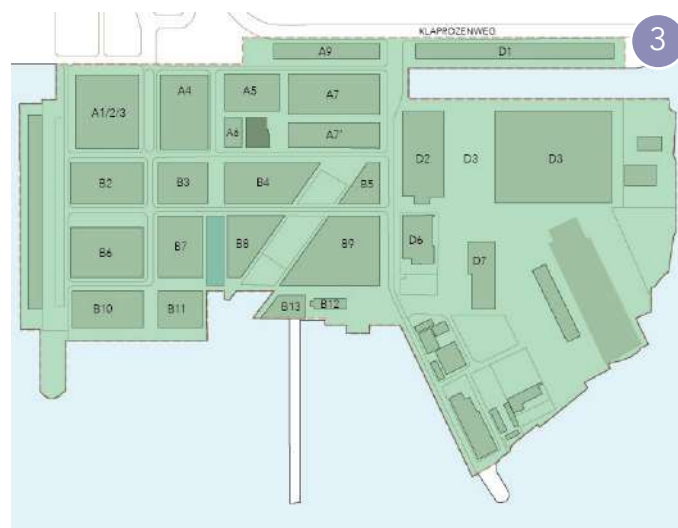 KLAPROZENWEG
3
A9
D1
A1/2/3
A4
A5
A7
A6
A7'
D2
D3
D3
B2
B3
B4
B5
B6
B7
B8
B9
D6
D7
B10
B11
B13
B12